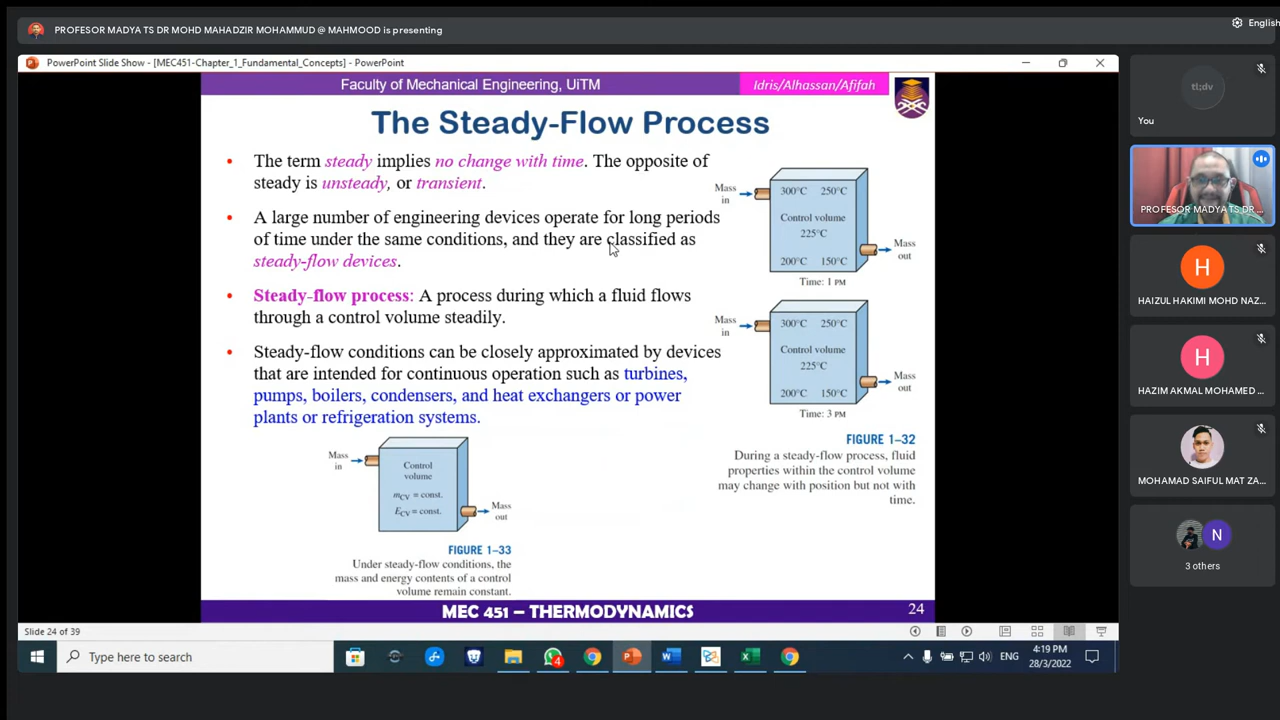 PROFESOR MADYA TS DR MOHD MAHADZIR MOHAMMUD @ MAHMOOD is presenting
English
PowerPoint Slide Show - [MEC451-Chapter_1_Fundamental_Concepts] - PowerPoint
Faculty of Mechanical Engineering, UiTM
Idris/Alhassan/Afifah
The Steady-Flow Process
• The term steady implies no change with time. The opposite of
steady is unsteady, or transient.
• A large number of engineering devices operate for long periods
of time under the same conditions, and they are classified as
steady-flow devices.
• Steady-flow process: A process during which a fluid flows
through a control volume steadily.
• Steady-flow conditions can be closely approximated by devices
that are intended for continuous operation such as turbines,
pumps, boilers, condensers, and heat exchangers or power
plants or refrigeration systems.
Mass
in
Control
volume
mCV = const.
ECV = const.
Mass
out
FIGURE 1–33
Under steady-flow conditions, the
mass and energy contents of a control
volume remain constant.
Mass
in
300°C 250°C
Control volume
225°C
200°C 150°C
Mass
out
Time: 1 PM
Mass
in
300°C 250°C
Control volume
225°C
200°C 150°C
Mass
out
Time: 3 PM
FIGURE 1–32
During a steady-flow process, fluid
properties within the control volume
may change with position but not with
time.
MEC 451 – THERMODYNAMICS
24
tl;dv
You
PROFESOR MADYA TS DR ...
H
HAIZUL HAKIMI MOHD NAZ...
H
HAZIM AKMAL MOHAMED ...
MOHAMAD SAIFUL MAT ZA...
N
3 others
Slide 24 of 39
Type here to search
4
ENG
4:19 PM
28/3/2022